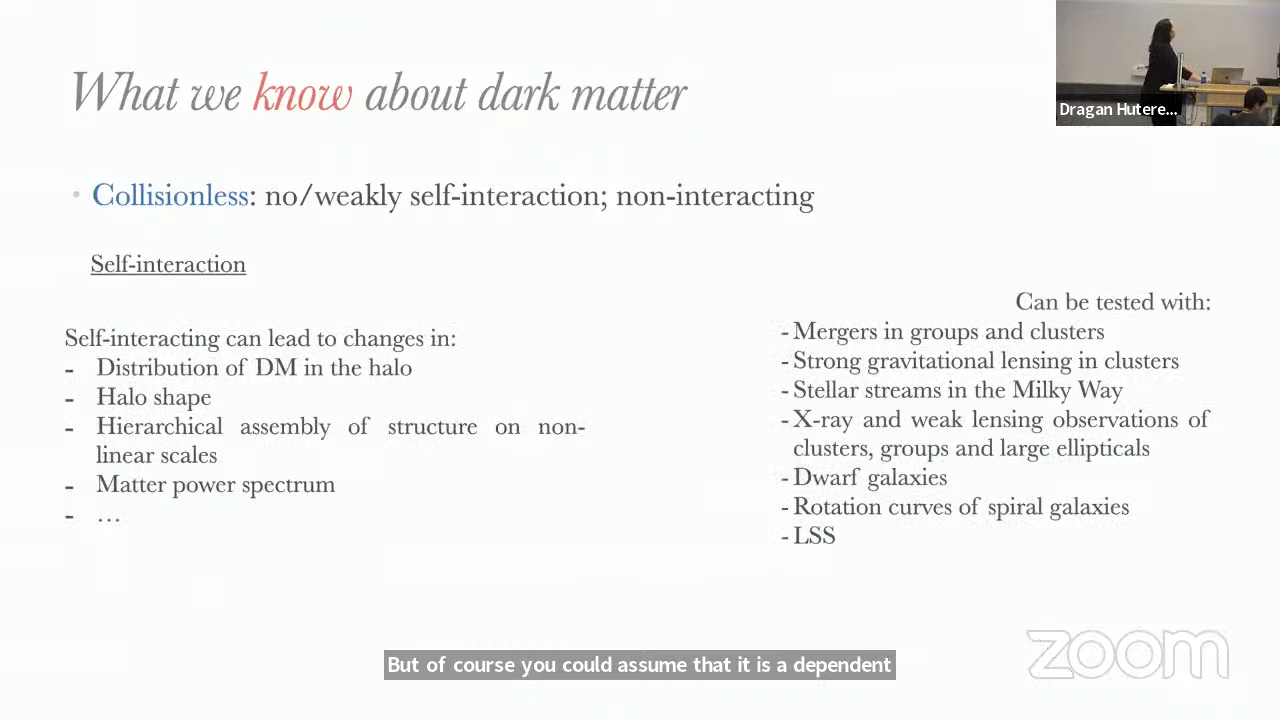 What we know about dark matter
Dragan Hutere...
• Collisionless: no/weakly self-interaction; non-interacting
Self-interaction
Self-interacting can lead to changes in:
- Distribution of DM in the halo
- Halo shape
- Hierarchical assembly of structure on non-
linear scales
- Matter power spectrum
- …
Can be tested with:
- Mergers in groups and clusters
- Strong gravitational lensing in clusters
- Stellar streams in the Milky Way
- X-ray and weak lensing observations of
clusters, groups and large ellipticals
- Dwarf galaxies
- Rotation curves of spiral galaxies
- LSS
But of course you could assume that it is a dependent
zoom